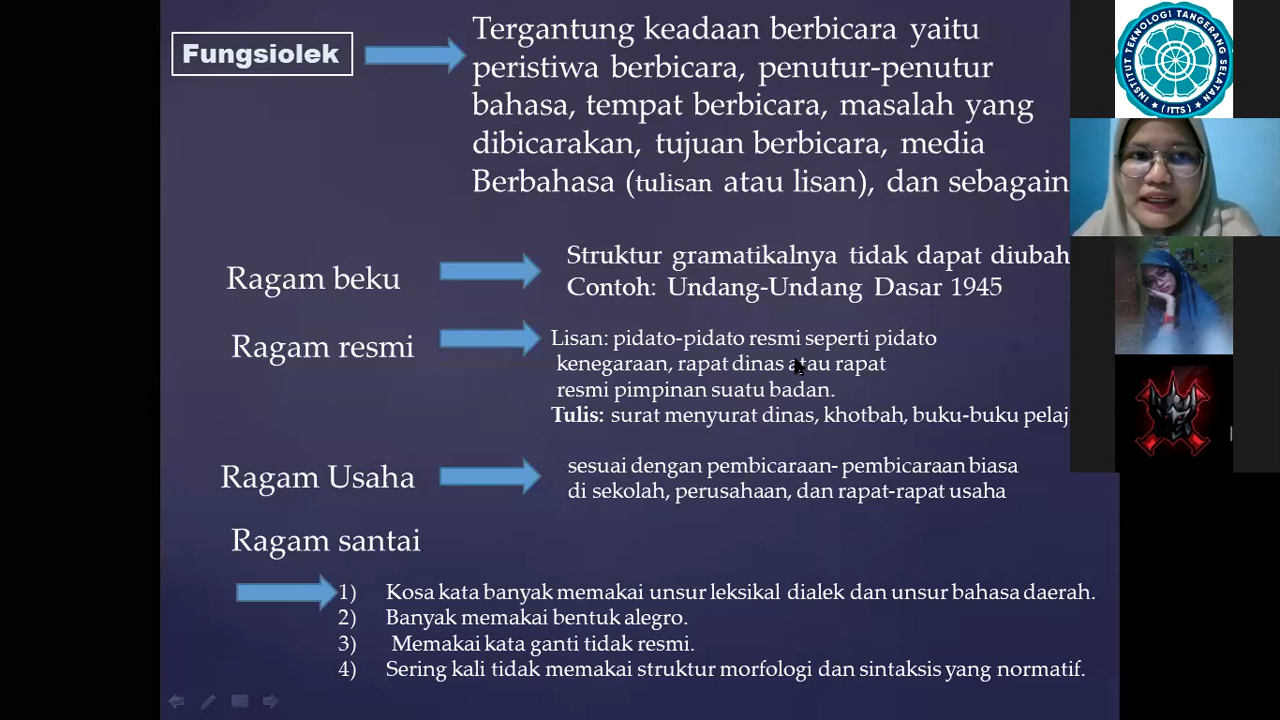 Fungsiolek
Tergantung keadaan berbicara yaitu
peristiwa berbicara, penutur-penutur
bahasa, tempat berbicara, masalah yang
dibicarakan, tujuan berbicara, media
Berbahasa (tulisan atau lisan), dan sebagain
Ragam beku
Struktur gramatikalnya tidak dapat diubah
Contoh: Undang-Undang Dasar 1945
Ragam resmi
Lisan: pidato-pidato resmi seperti pidato
kenegaraan, rapat dinas atau rapat
resmi pimpinan suatu badan.
Tulis: surat menyurat dinas, khotbah, buku-buku pelaj
Ragam Usaha
sesuai dengan pembicaraan- pembicaraan biasa
di sekolah, perusahaan, dan rapat-rapat usaha
Ragam santai
1) Kosa kata banyak memakai unsur leksikal dialek dan unsur bahasa daerah.
2) Banyak memakai bentuk alegro.
3) Memakai kata ganti tidak resmi.
4) Sering kali tidak memakai struktur morfologi dan sintaksis yang normatif.
INSTITUT TEKNOLOGI TANGERANG SELATAN
(ITTS)